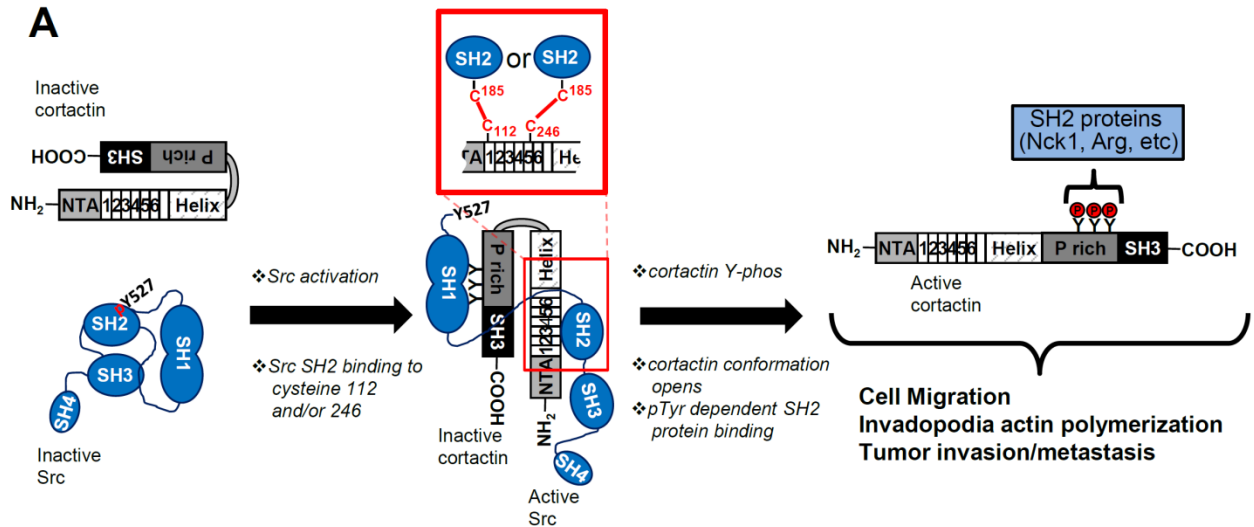 A
Inactive
cortactin
COOH
SH3
P rich
NH2
NTA
123456
Helix
P
Y527
SH2
SH1
SH3
SH4
Inactive
Src
❖Src activation
❖Src SH2 binding to
cysteine 112
and/or 246
SH2 or SH2
C185
C185
C112
C246
TA 123456 He
Y527
SH1
Y
Y
Y
P rich
SH3
COOH
Helix
123456
NTA
NH2
SH2
SH3
SH4
Inactive
cortactin
Active
Src
❖cortactin Y-phos
❖cortactin conformation
opens
❖pTyr dependent SH2
protein binding
SH2 proteins
(Nck1, Arg, etc)
P P P
Y Y Y
NH2 NTA 123456 Helix P rich SH3 COOH
Active
cortactin
Cell Migration
Invadopodia actin polymerization
Tumor invasion/metastasis